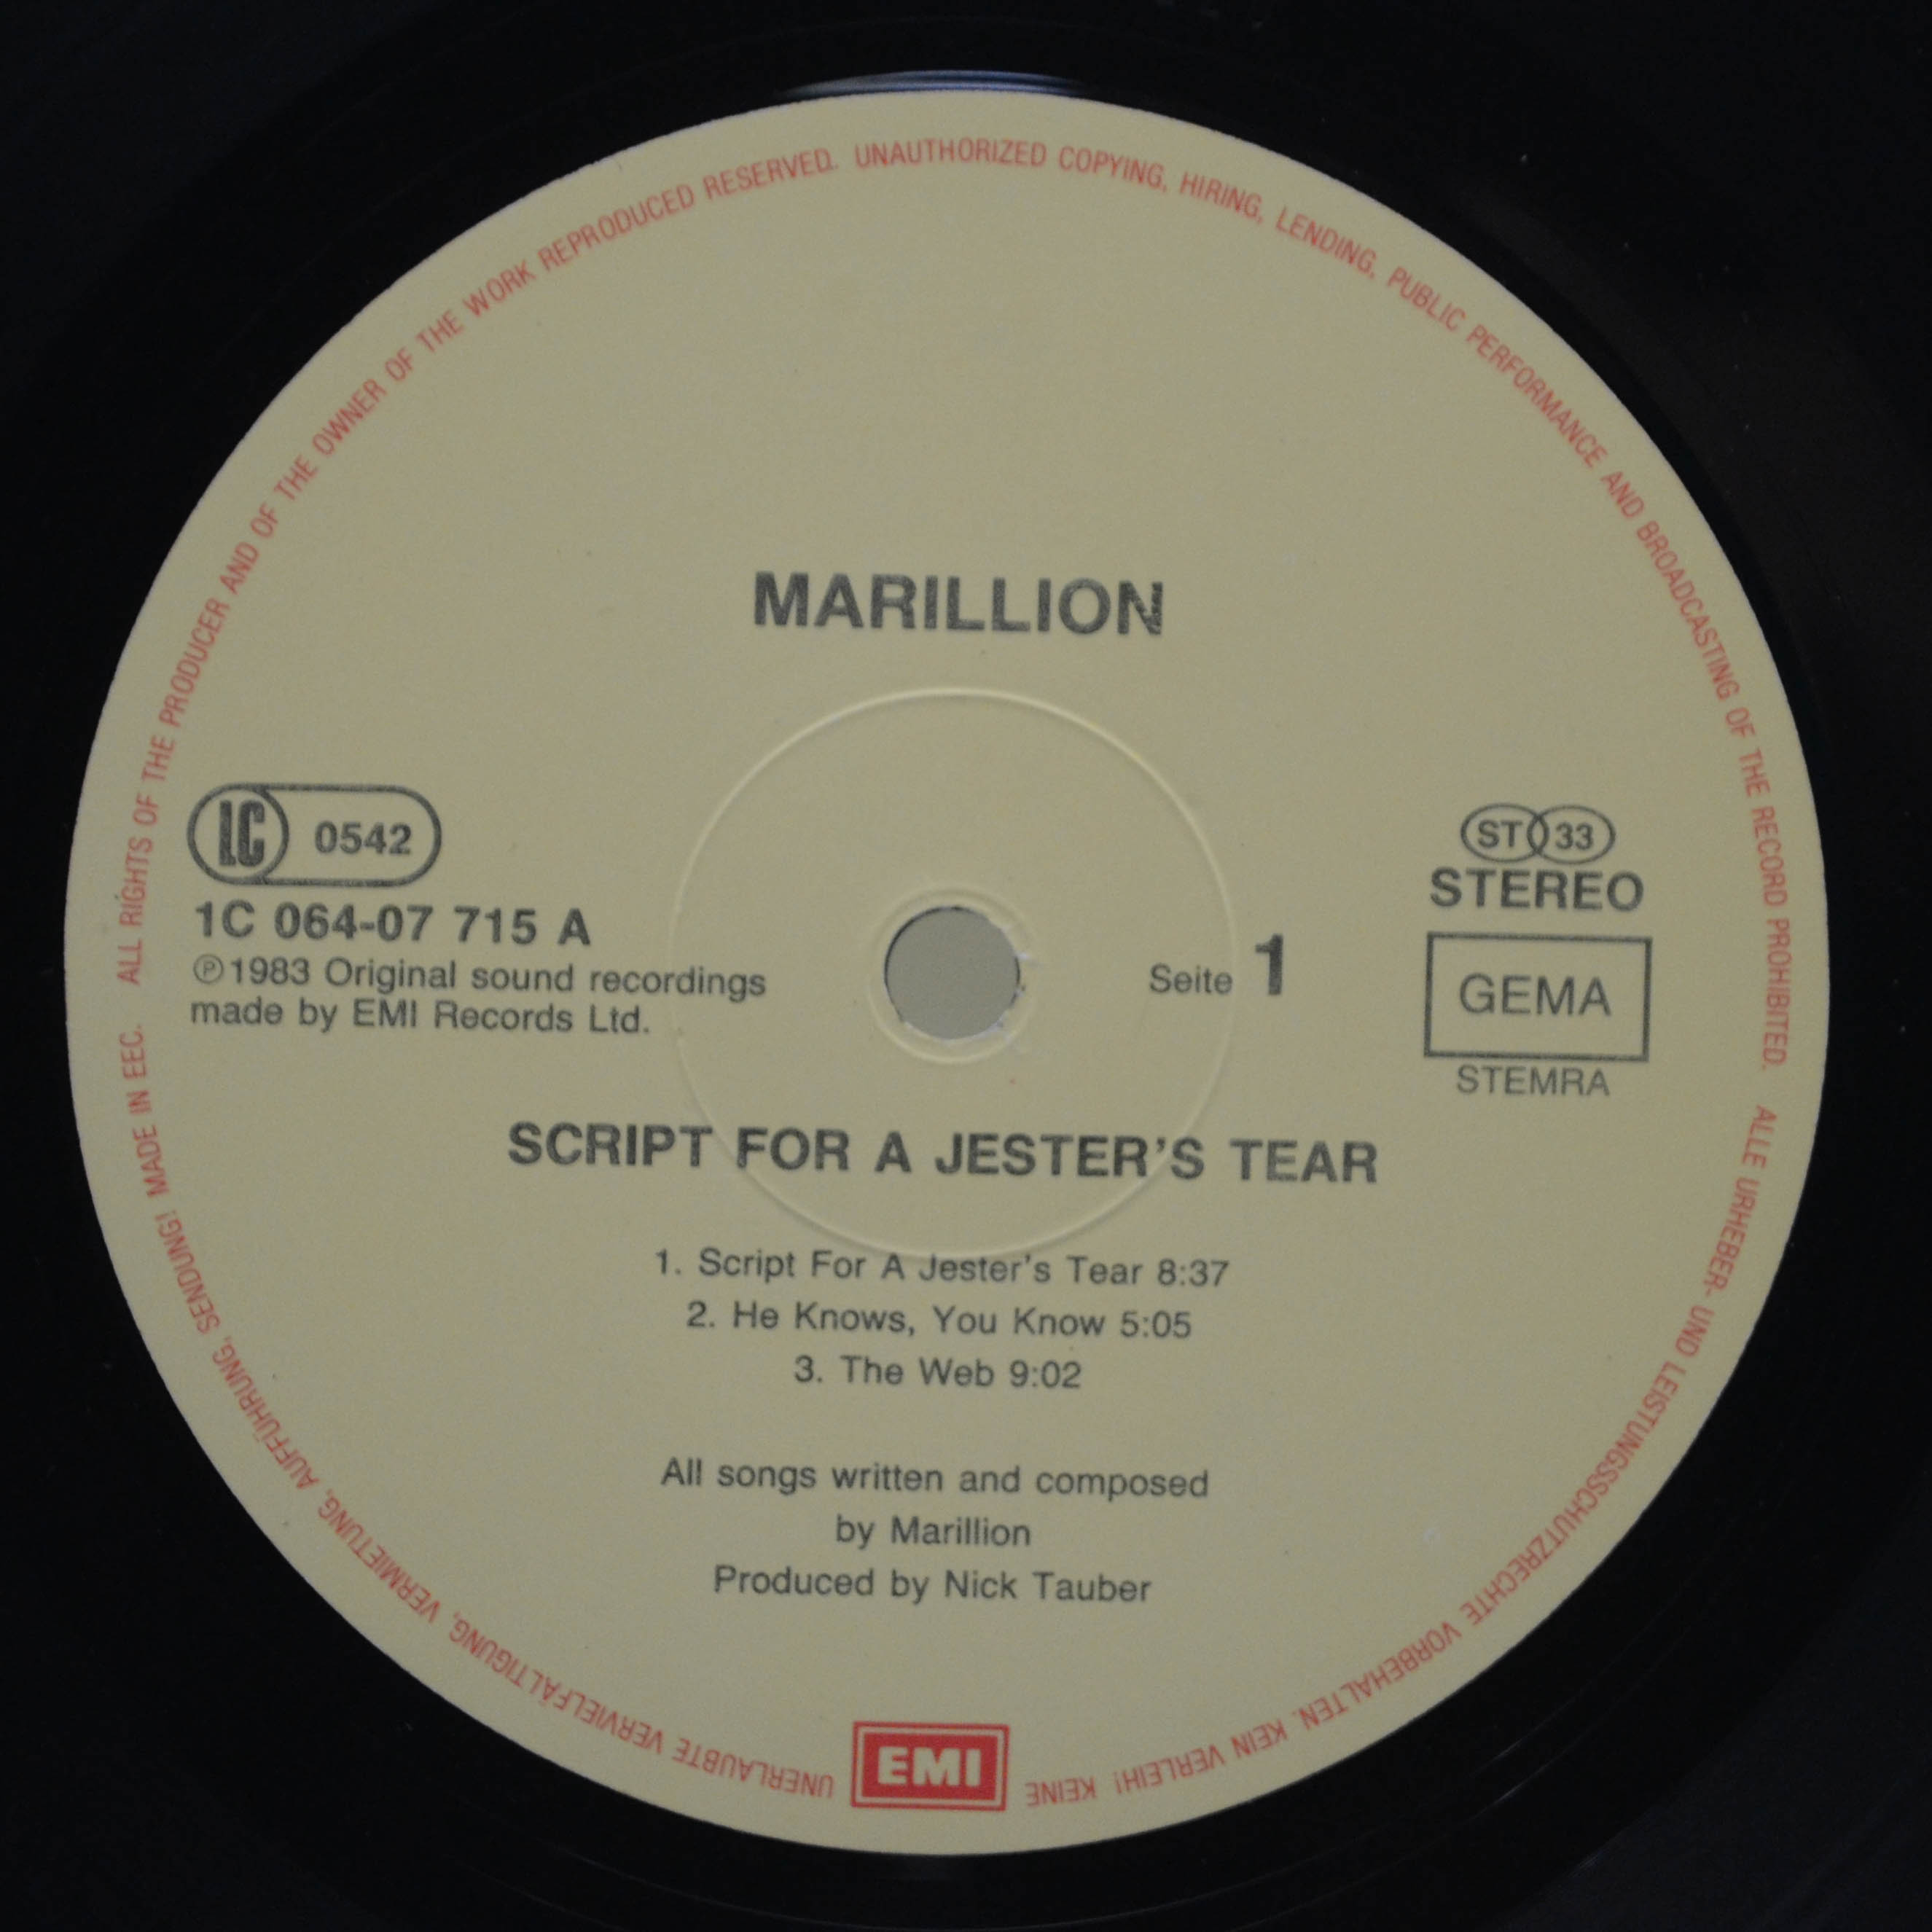 ALL RIGHTS OF THE PRODUCER AND OF THE OWNER OF THE WORK REPRODUCED RESERVED. UNAUTHORIZED COPYING, HIRING, LENDING, PUBLIC PERFORMANCE AND BROADCASTING OF THE RECORD PROHIBITED.
MARILLION
LC 0542
1C 064-07 715 A
℗1983 Original sound recordings
made by EMI Records Ltd.
Seite 1
ST 33
STEREO
GEMA
STEMRA
SCRIPT FOR A JESTER'S TEAR
1. Script For A Jester's Tear 8:37
2. He Knows, You Know 5:05
3. The Web 9:02
All songs written and composed
by Marillion
Produced by Nick Tauber
EMI
ALLE URHEBER- UND LEISTUNGSSCHUTZRECHTE VORBEHALTEN. KEIN VERLEIH! KEINE UNERLAUBTE VERVIELFÄLTIGUNG, VERMIETUNG, AUFFÜHRUNG, SENDUNG! MADE IN EEC.